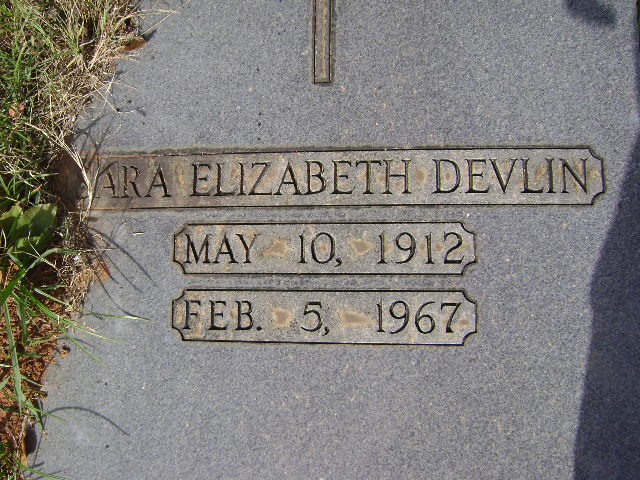 ARA ELIZABETH DEVLIN
MAY 10, 1912
FEB. 5, 1967